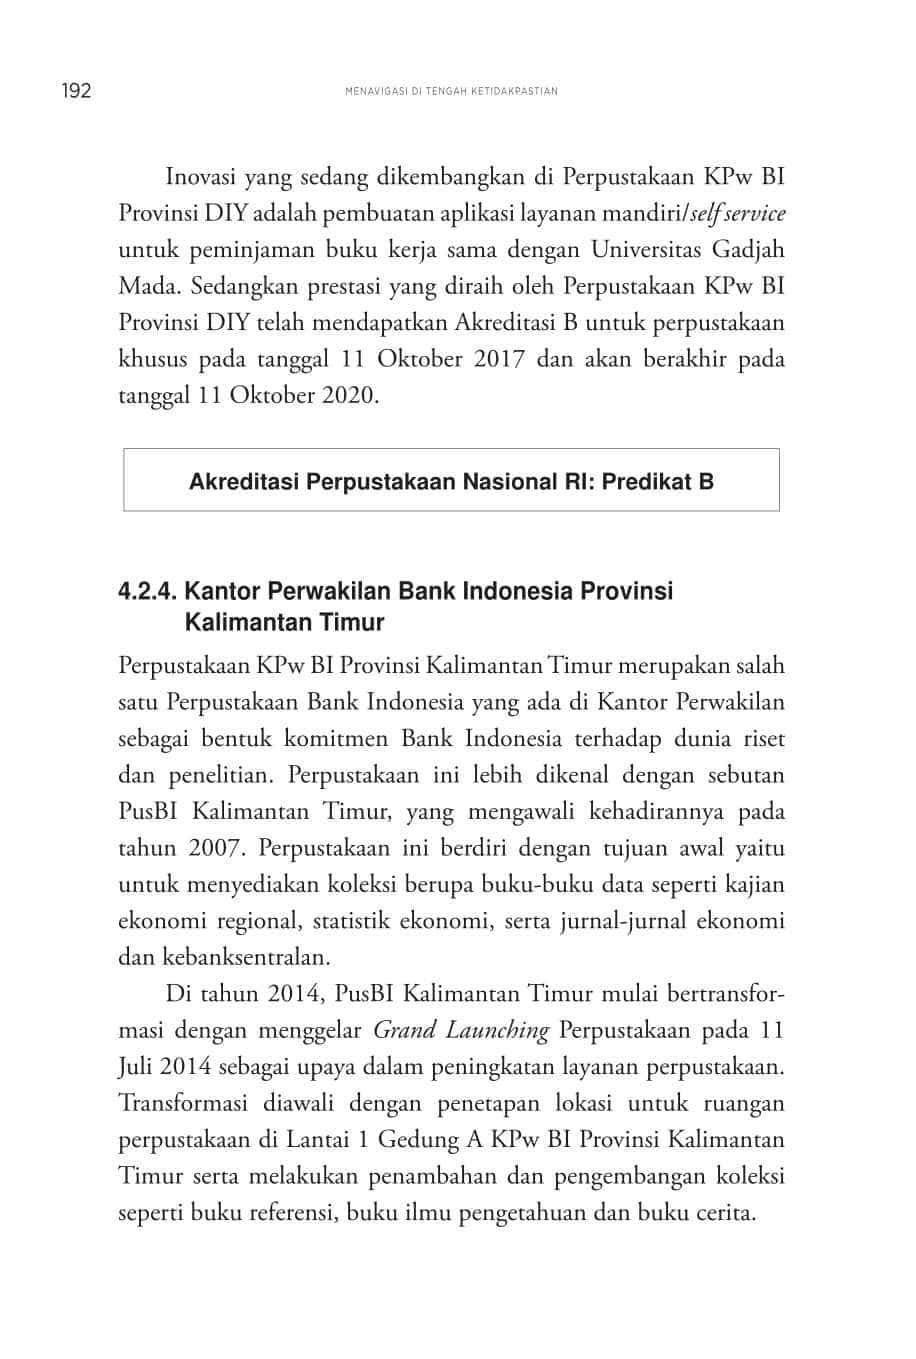 192
MENAVIGASI DI TENGAH KETIDAKPASTIAN
Inovasi yang sedang dikembangkan di Perpustakaan KPw BI
Provinsi DIY adalah pembuatan aplikasi layanan mandiri/self service
untuk peminjaman buku kerja sama dengan Universitas Gadjah
Mada. Sedangkan prestasi yang diraih oleh Perpustakaan KPw BI
Provinsi DIY telah mendapatkan Akreditasi B untuk perpustakaan
khusus pada tanggal 11 Oktober 2017 dan akan berakhir pada
tanggal 11 Oktober 2020.
Akreditasi Perpustakaan Nasional RI: Predikat B
4.2.4. Kantor Perwakilan Bank Indonesia Provinsi
Kalimantan Timur
Perpustakaan KPw BI Provinsi Kalimantan Timur merupakan salah
satu Perpustakaan Bank Indonesia yang ada di Kantor Perwakilan
sebagai bentuk komitmen Bank Indonesia terhadap dunia riset
dan penelitian. Perpustakaan ini lebih dikenal dengan sebutan
PusBI Kalimantan Timur, yang mengawali kehadirannya pada
tahun 2007. Perpustakaan ini berdiri dengan tujuan awal yaitu
untuk menyediakan koleksi berupa buku-buku data seperti kajian
ekonomi regional, statistik ekonomi, serta jurnal-jurnal ekonomi
dan kebanksentralan.
Di tahun 2014, PusBI Kalimantan Timur mulai bertransfor-
masi dengan menggelar Grand Launching Perpustakaan pada 11
Juli 2014 sebagai upaya dalam peningkatan layanan perpustakaan.
Transformasi diawali dengan penetapan lokasi untuk ruangan
perpustakaan di Lantai 1 Gedung A KPw BI Provinsi Kalimantan
Timur serta melakukan penambahan dan pengembangan koleksi
seperti buku referensi, buku ilmu pengetahuan dan buku cerita.